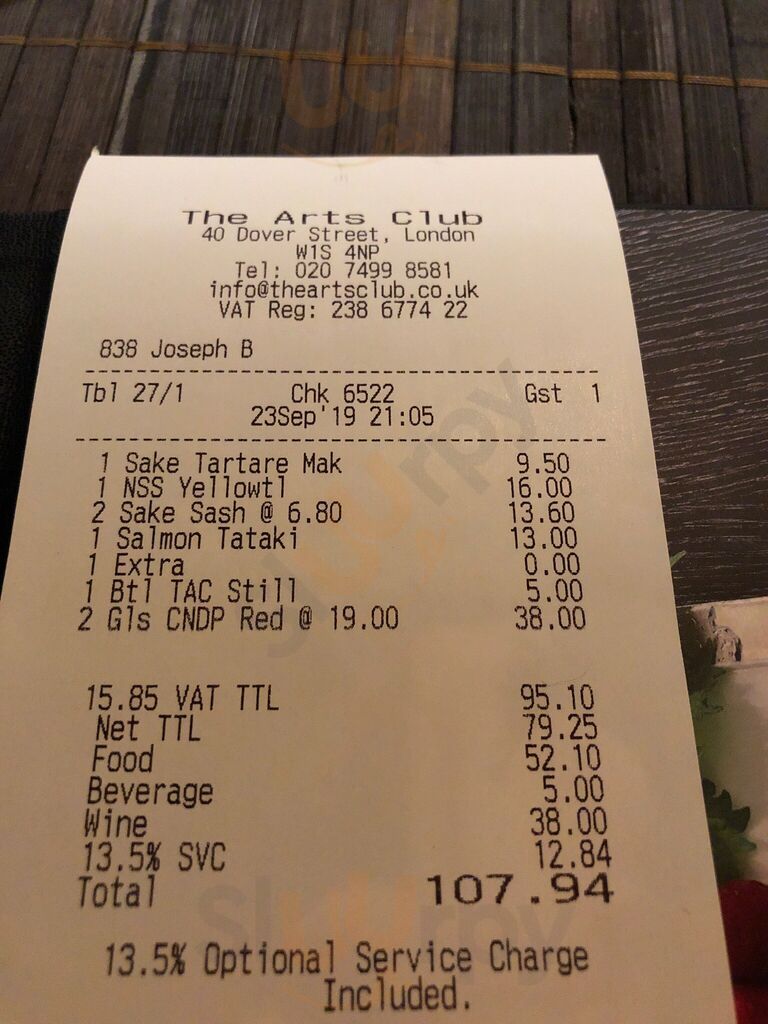 The Arts Club
40 Dover Street, London
W1S 4NP
Tel: 020 7499 8581
info@theartsclub.co.uk
VAT Reg: 238 6774 22
838 Joseph B
Tbl 27/1 Chk 6522 Gst 1
23Sep'19 21:05
1 Sake Tartare Mak 9.50
1 NSS Yellowtl 16.00
2 Sake Sash @ 6.80 13.60
1 Salmon Tataki 13.00
1 Extra 0.00
1 Btl TAC Still 5.00
2 Gls CNDP Red @ 19.00 38.00
15.85 VAT TTL 95.10
Net TTL 79.25
Food 52.10
Beverage 5.00
Wine 38.00
13.5% SVC 12.84
Total 107.94
13.5% Optional Service Charge
Included.
Slurpy
Slurpy